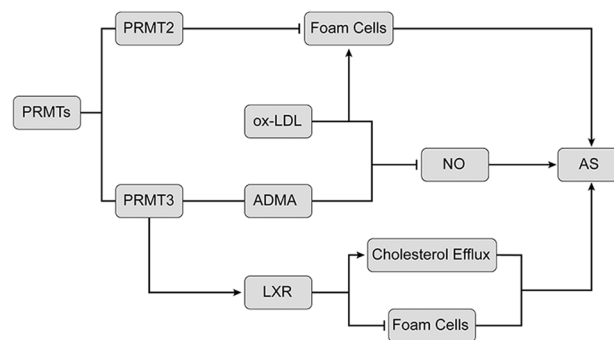 PRMT2
Foam Cells
PRMTs
ox-LDL
NO
AS
PRMT3
ADMA
Cholesterol Efflux
LXR
Foam Cells